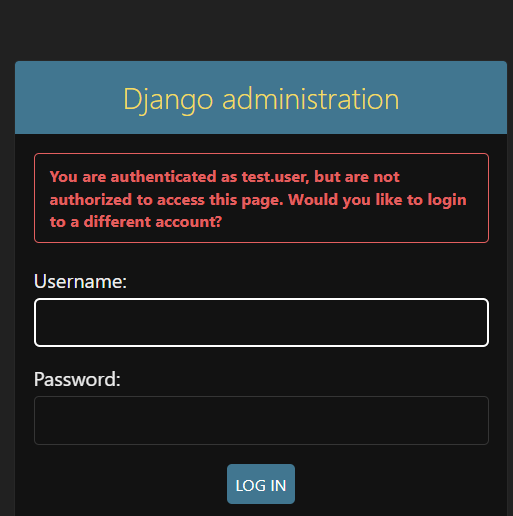 Django administration
You are authenticated as test.user, but are not
authorized to access this page. Would you like to login
to a different account?
Username:
Password:
LOG IN